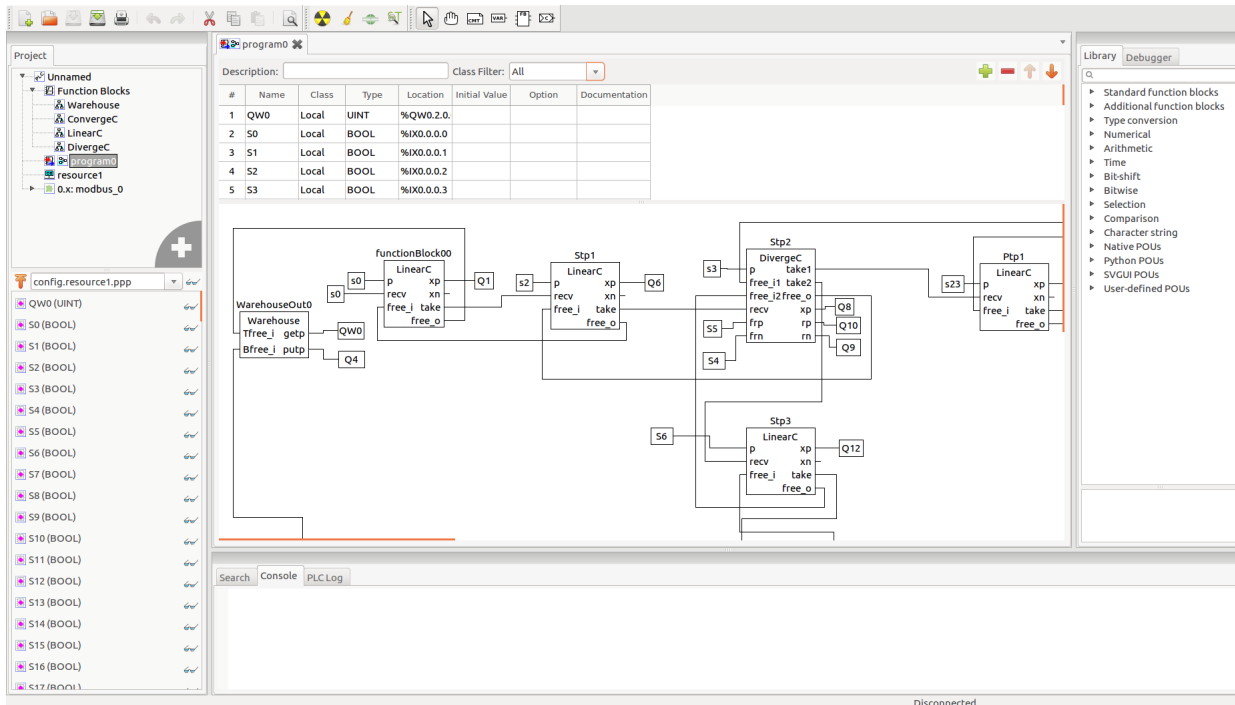 program0
Project
Unnamed
Function Blocks
Warehouse
ConvergeC
LinearC
DivergeC
program0
resource1
0.x: modbus_0
config.resource1.ppp
QW0 (UINT)
S0 (BOOL)
S1 (BOOL)
S2 (BOOL)
S3 (BOOL)
S4 (BOOL)
S5 (BOOL)
S6 (BOOL)
S7 (BOOL)
S8 (BOOL)
S9 (BOOL)
S10 (BOOL)
S11 (BOOL)
S12 (BOOL)
S13 (BOOL)
S14 (BOOL)
S15 (BOOL)
S16 (BOOL)
S17 (BOOL)
Description: Class Filter: All
# Name Class Type Location Initial Value Option Documentation
1 QW0 Local UINT %QW0.2.0.
2 S0 Local BOOL %IX0.0.0.0
3 S1 Local BOOL %IX0.0.0.1
4 S2 Local BOOL %IX0.0.0.2
5 S3 Local BOOL %IX0.0.0.3
WarehouseOut0
Warehouse
Tfree_i getp
Bfree_i putp
QW0
Q4
functionBlock00
LinearC
s0 p xp Q1
s0 recv xn
free_i take
free_o
Stp1
LinearC
s2 p xp Q6
recv xn
free_i take
free_o
Stp2
DivergeC
s3 p take1
free_i1 take2
free_i2 free_o
recv xp Q8
S5 frp rp Q10
S4 frn rn Q9
Ptp1
LinearC
s23 p xp
recv xn
free_i take
free_o
Stp3
LinearC
S6 p xp Q12
recv xn
free_i take
free_o
Search Console PLC Log
Library Debugger
Standard function blocks
Additional function blocks
Type conversion
Numerical
Arithmetic
Time
Bit-shift
Bitwise
Selection
Comparison
Character string
Native POUs
Python POUs
SVGUI POUs
User-defined POUs
Disconnected